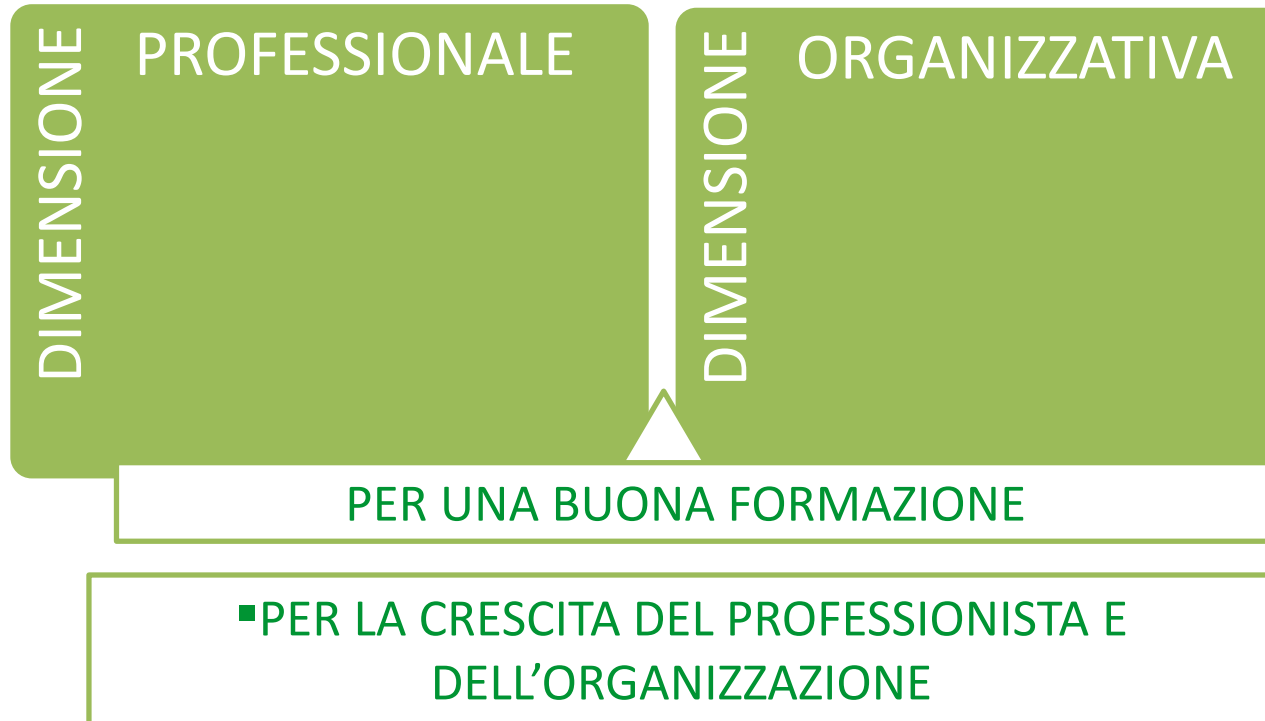 DIMENSIONE
PROFESSIONALE
DIMENSIONE
ORGANIZZATIVA
PER UNA BUONA FORMAZIONE
▪PER LA CRESCITA DEL PROFESSIONISTA E
DELL’ORGANIZZAZIONE